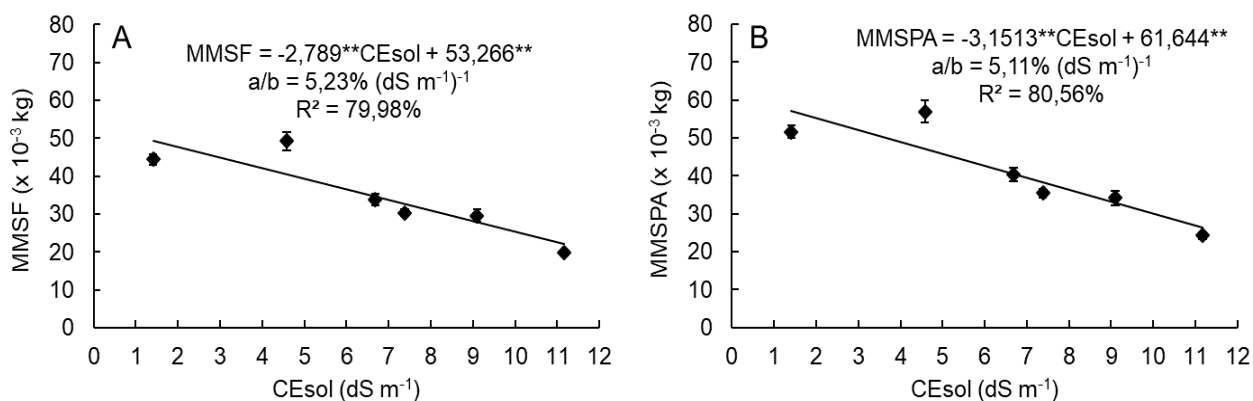 A
MMSF = -2,789**CEsol + 53,266**
a/b = 5,23% (dS m⁻¹)⁻¹
R² = 79,98%
MMSF (x 10⁻³ kg)
80
70
60
50
40
30
20
10
0
0 1 2 3 4 5 6 7 8 9 10 11 12
CEsol (dS m⁻¹)
B
MMSPA = -3,1513**CEsol + 61,644**
a/b = 5,11% (dS m⁻¹)⁻¹
R² = 80,56%
MMSPA (x 10⁻³ kg)
80
70
60
50
40
30
20
10
0
0 1 2 3 4 5 6 7 8 9 10 11 12
CEsol (dS m⁻¹)